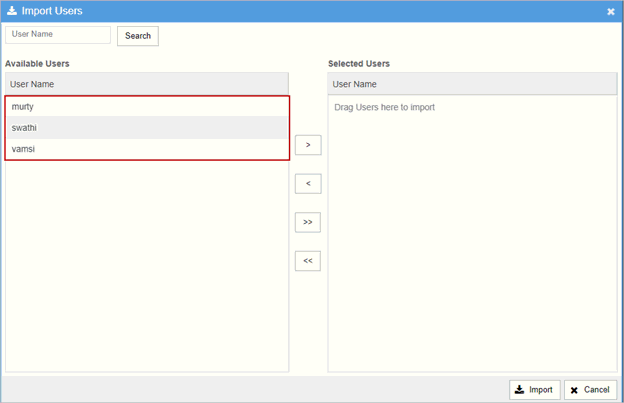 Import Users
User Name
Search
Available Users
Selected Users
User Name
User Name
murty
swathi
vamsi
Drag Users here to import
>
<
>>
<<
Import
Cancel